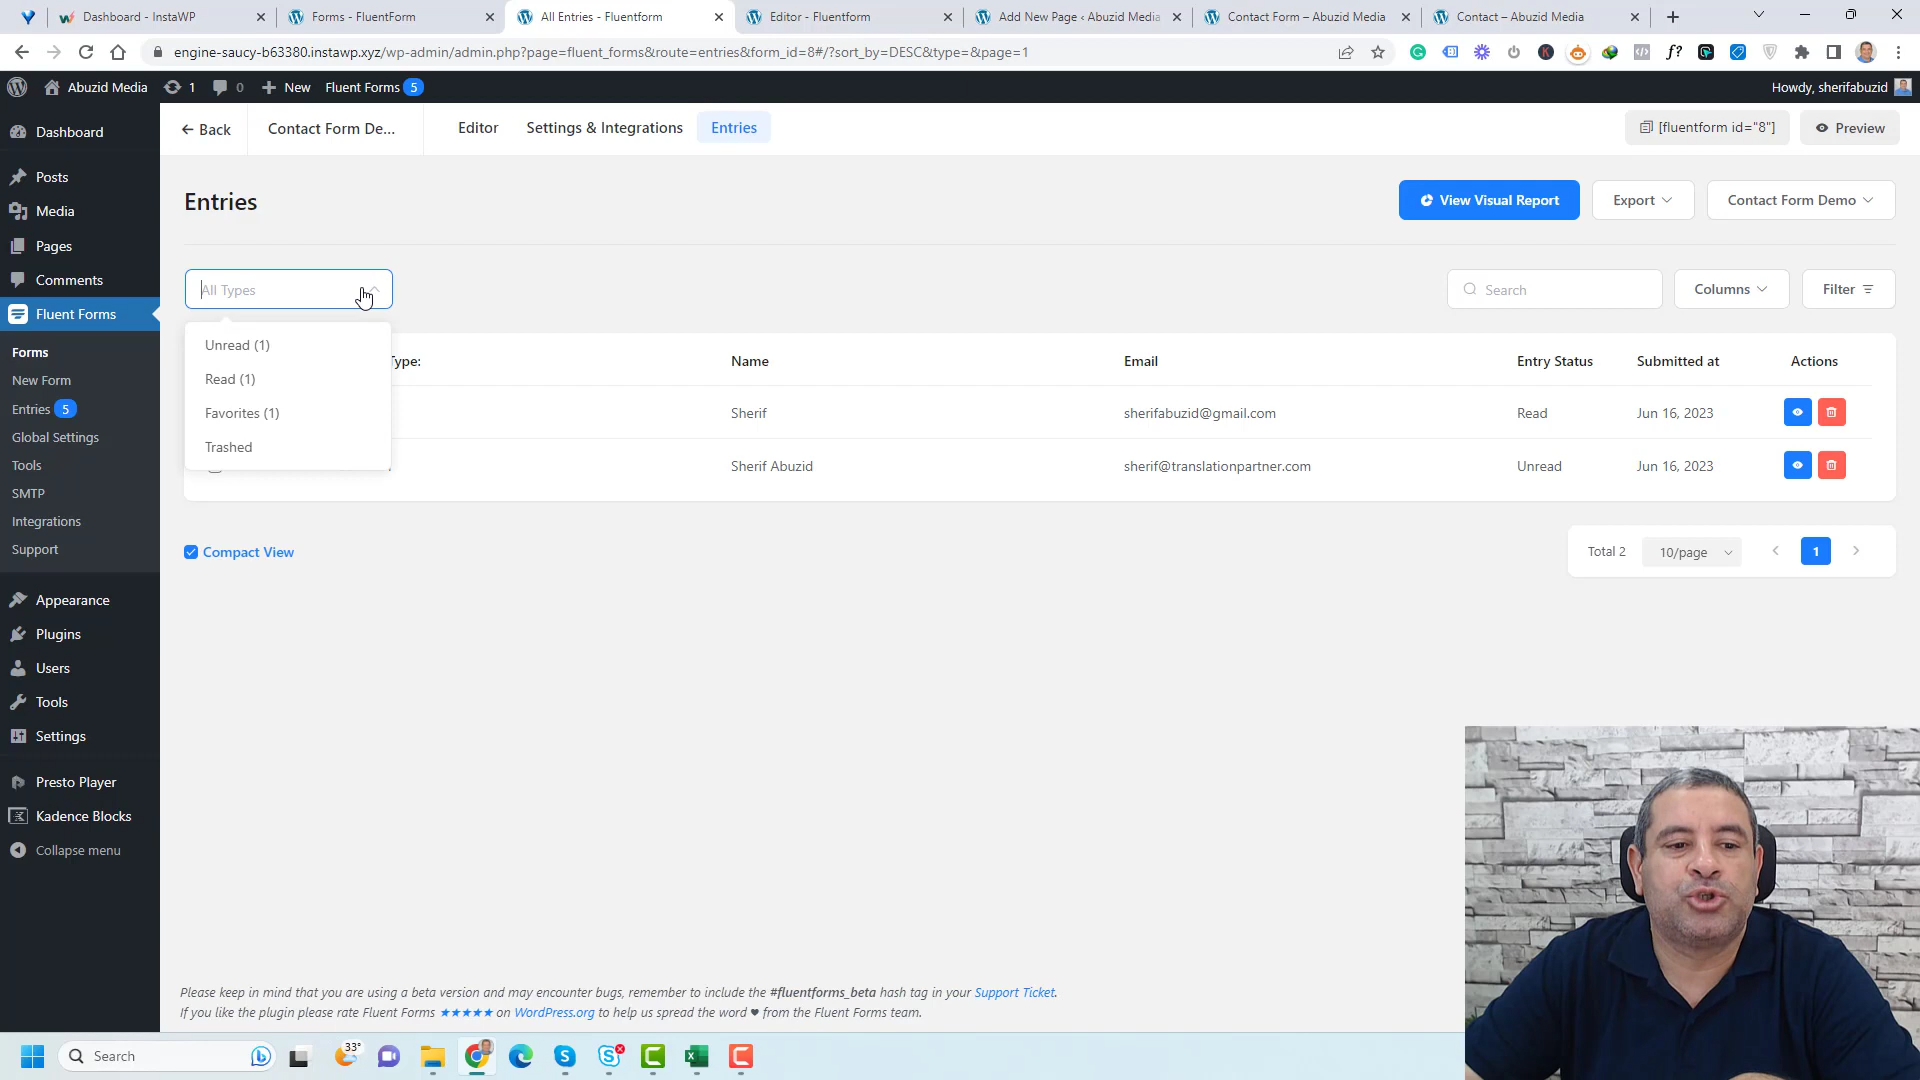 Dashboard - InstaWP
Forms - FluentForm
All Entries - Fluentform
Editor - Fluentform
Add New Page ‹ Abuzid Media
Contact Form – Abuzid Media
Contact – Abuzid Media
engine-saucy-b63380.instawp.xyz/wp-admin/admin.php?page=fluent_forms&route=entries&form_id=8#/?sort_by=DESC&type=&page=1
Abuzid Media
1
0
New
Fluent Forms 5
Howdy, sherifabuzid
Dashboard
Posts
Media
Pages
Comments
Fluent Forms
Forms
New Form
Entries 5
Global Settings
Tools
SMTP
Integrations
Support
Appearance
Plugins
Users
Tools
Settings
Presto Player
Kadence Blocks
Collapse menu
Back
Contact Form De...
Editor
Settings & Integrations
Entries
[fluentform id="8"]
Preview
Entries
View Visual Report
Export
Contact Form Demo
All Types
Search
Columns
Filter
Unread (1)
Read (1)
Favorites (1)
Trashed
Type:
Name
Email
Entry Status
Submitted at
Actions
Sherif
sherifabuzid@gmail.com
Read
Jun 16, 2023
Sherif Abuzid
sherif@translationpartner.com
Unread
Jun 16, 2023
Compact View
Total 2
10/page
1
Please keep in mind that you are using a beta version and may encounter bugs, remember to include the #fluentforms_beta hash tag in your Support Ticket.
If you like the plugin please rate Fluent Forms ★★★★★ on WordPress.org to help us spread the word ♥ from the Fluent Forms team.
Search
33°